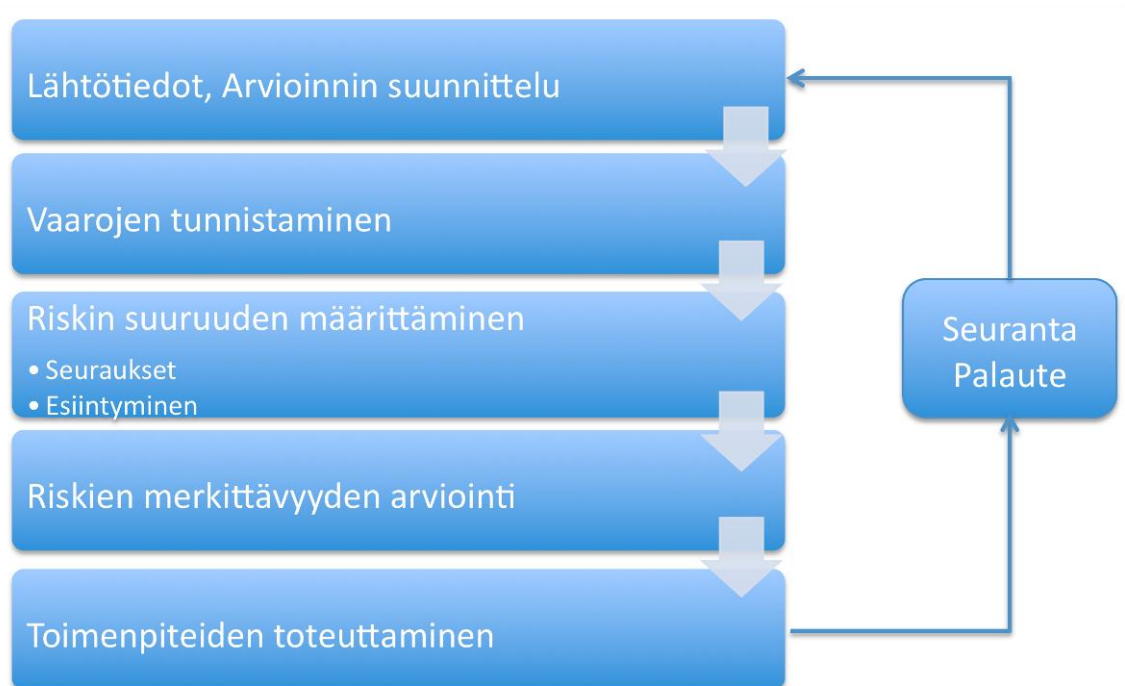 Lähtötiedot, Arvioinnin suunnittelu
Vaarojen tunnistaminen
Riskin suuruuden määrittäminen
• Seuraukset
• Esiintyminen
Riskien merkittävyyden arviointi
Toimenpiteiden toteuttaminen
Seuranta
Palaute